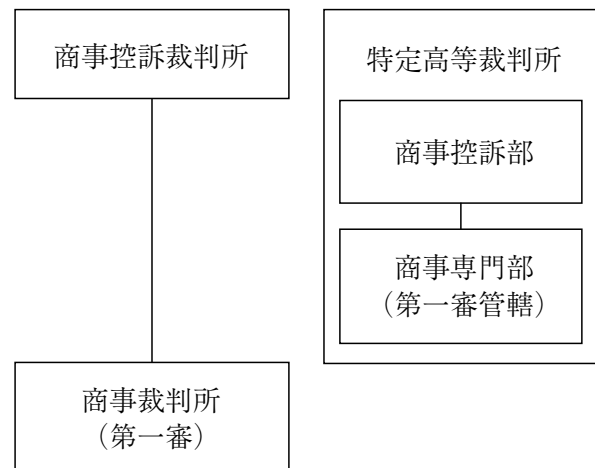 商事控訴裁判所
商事裁判所
（第一審）
特定高等裁判所
商事控訴部
商事専門部
（第一審管轄）